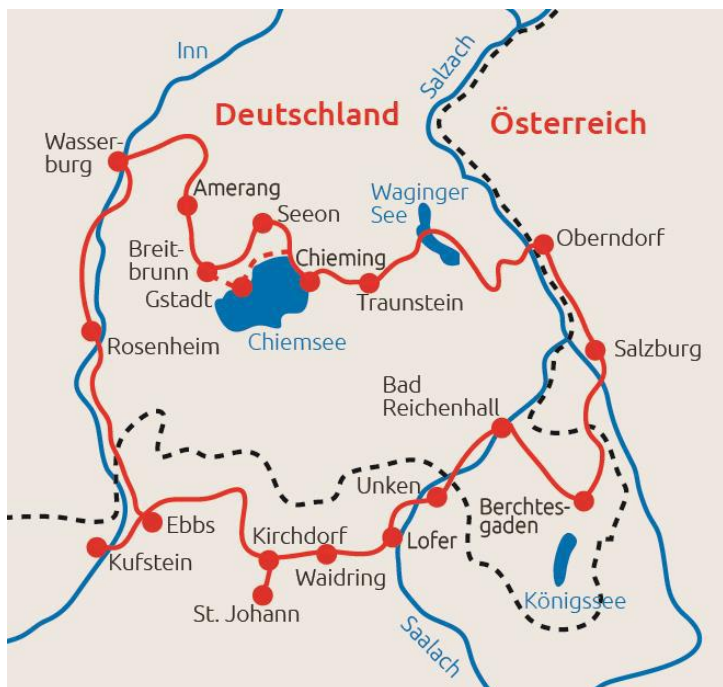 Inn
Salzach
Deutschland
Österreich
Wasser-
burg
Amerang
Waginger
See
Seeon
Oberndorf
Breit-
brunn
Chieming
Gstadt
Traunstein
Chiemsee
Rosenheim
Salzburg
Bad
Reichenhall
Unken
Berchtes-
gaden
Ebbs
Kirchdorf
Lofer
Kufstein
Waidring
Königssee
St. Johann
Saalach